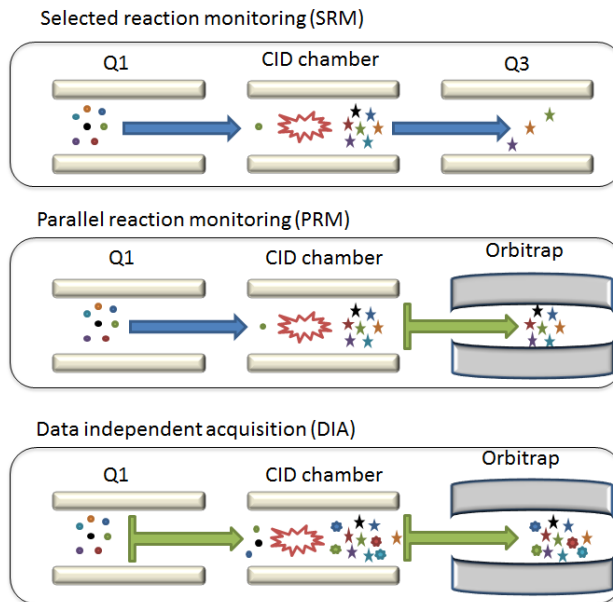 Selected reaction monitoring (SRM)
Q1
CID chamber
Q3
Parallel reaction monitoring (PRM)
Q1
CID chamber
Orbitrap
Data independent acquisition (DIA)
Q1
CID chamber
Orbitrap